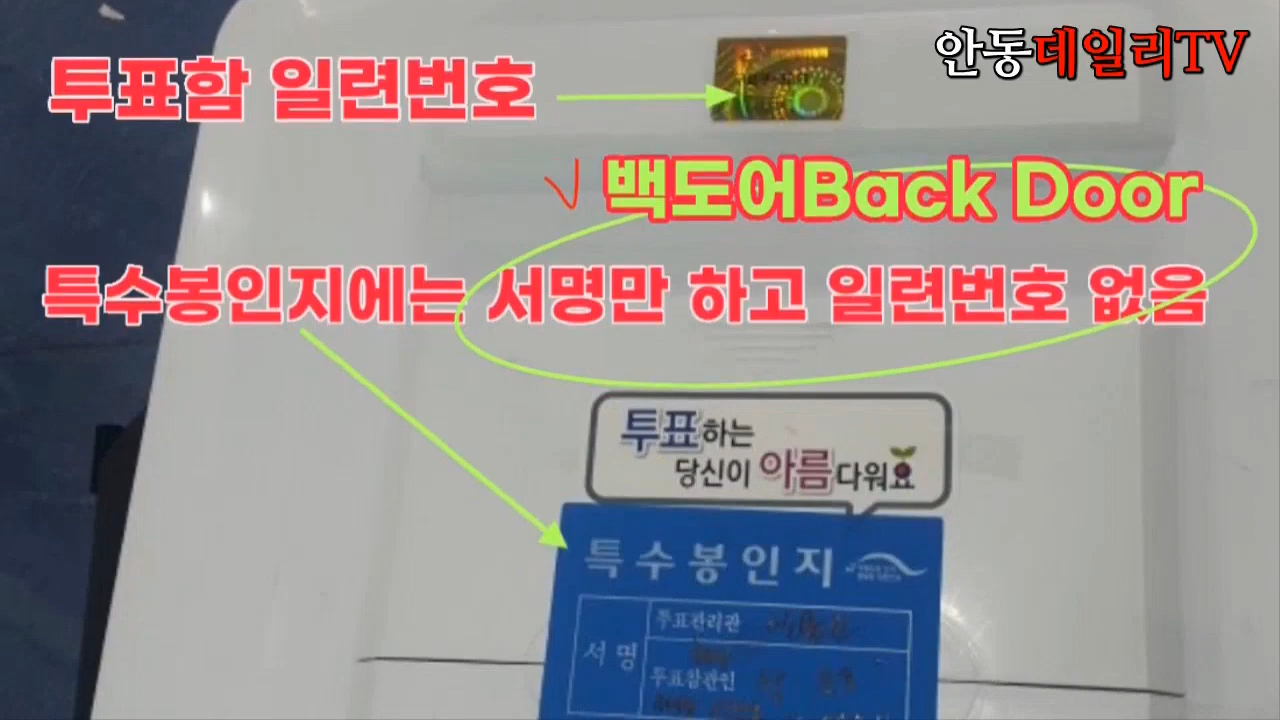 안동데일리TV
투표함 일련번호
백도어Back Door
특수봉인지에는 서명만 하고 일련번호 없음
투표하는
당신이 아름다워요
특수봉인지
서명
투표관리관
투표참관인